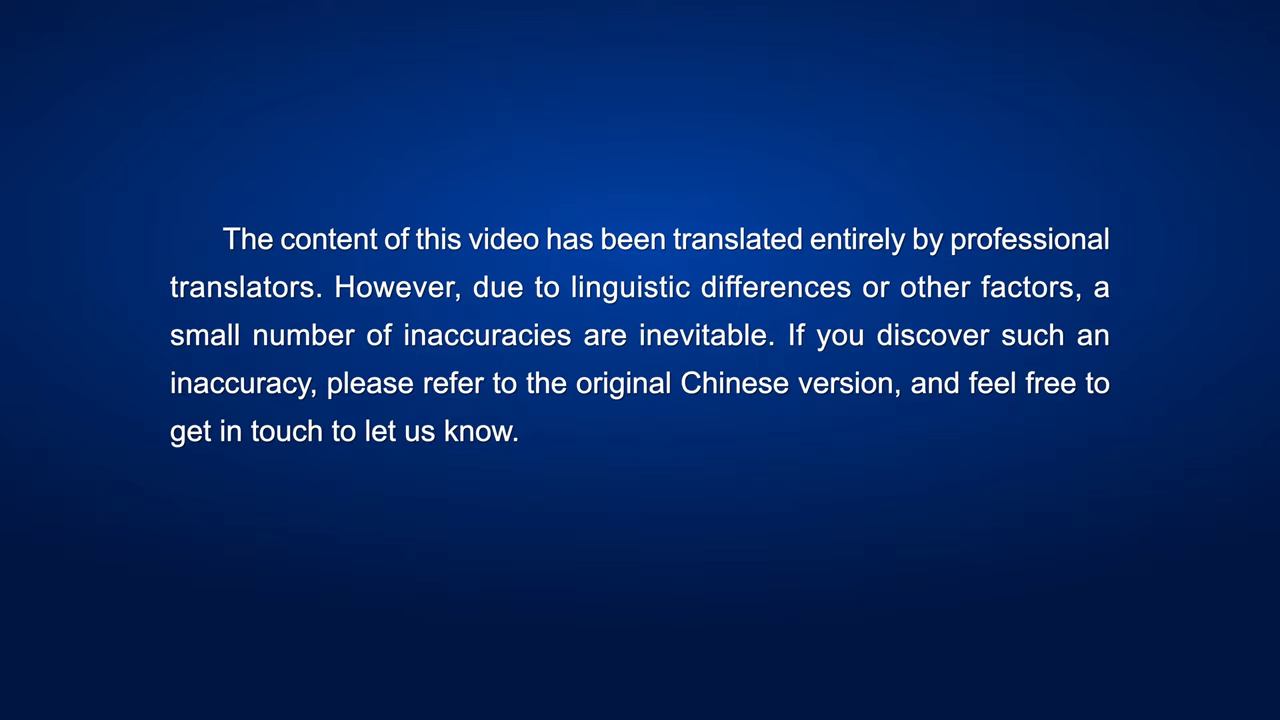 The content of this video has been translated entirely by professional
translators. However, due to linguistic differences or other factors, a
small number of inaccuracies are inevitable. If you discover such an
inaccuracy, please refer to the original Chinese version, and feel free to
get in touch to let us know.